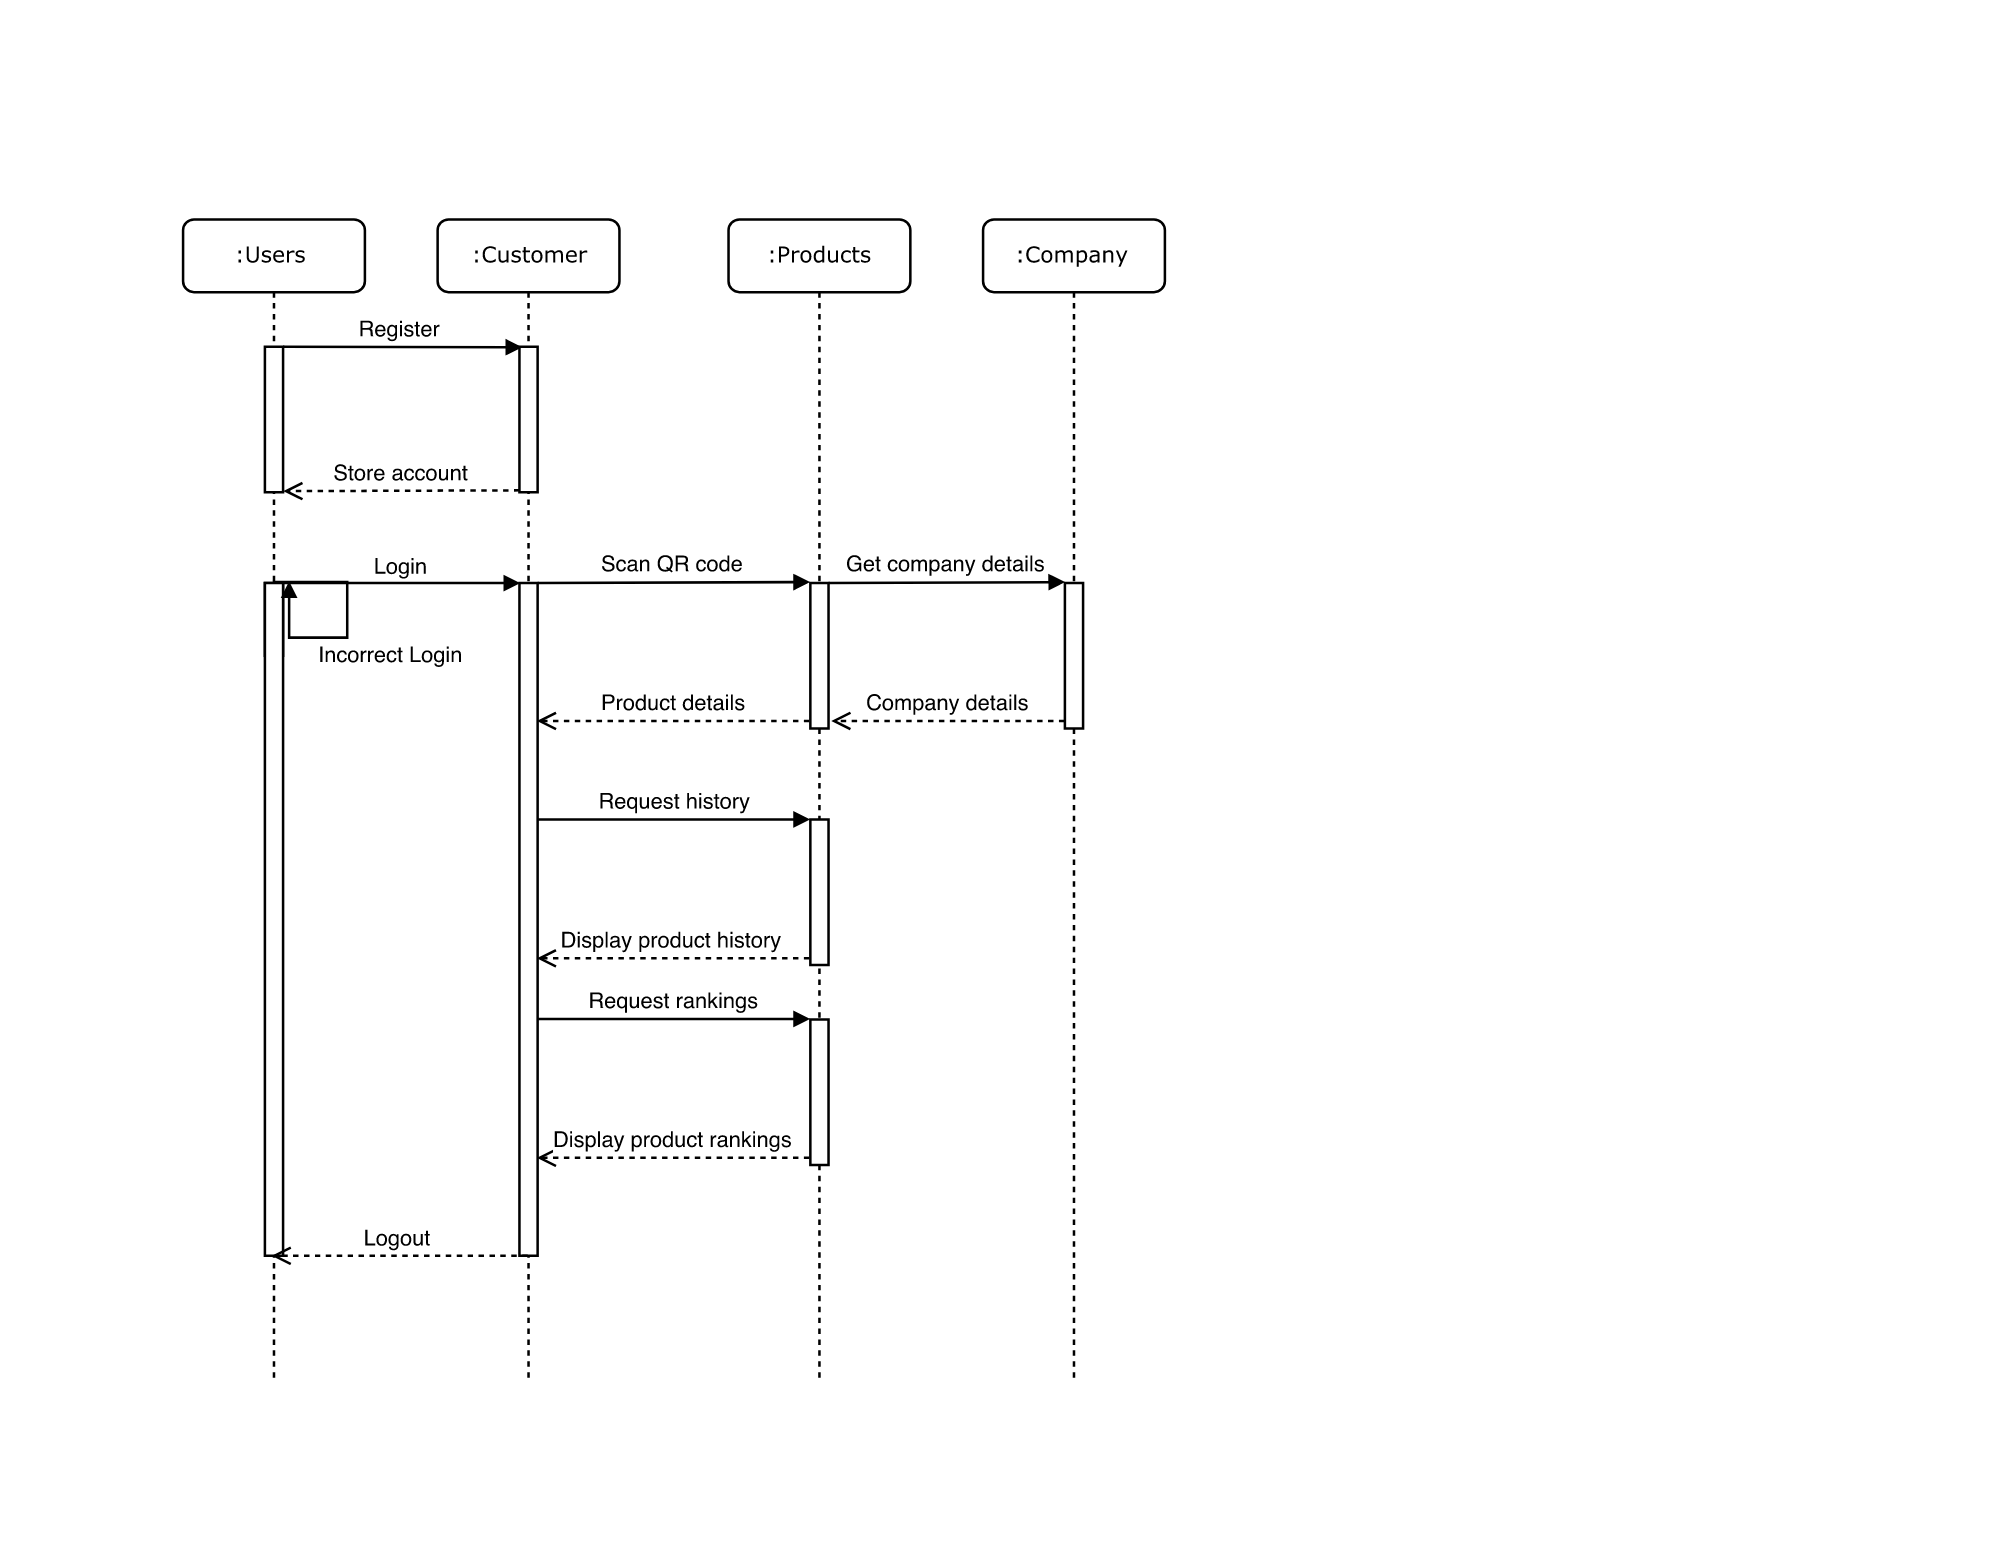 :Users
:Customer
:Products
:Company
Register
Store account
Login
Scan QR code
Get company details
Incorrect Login
Product details
Company details
Request history
Display product history
Request rankings
Display product rankings
Logout